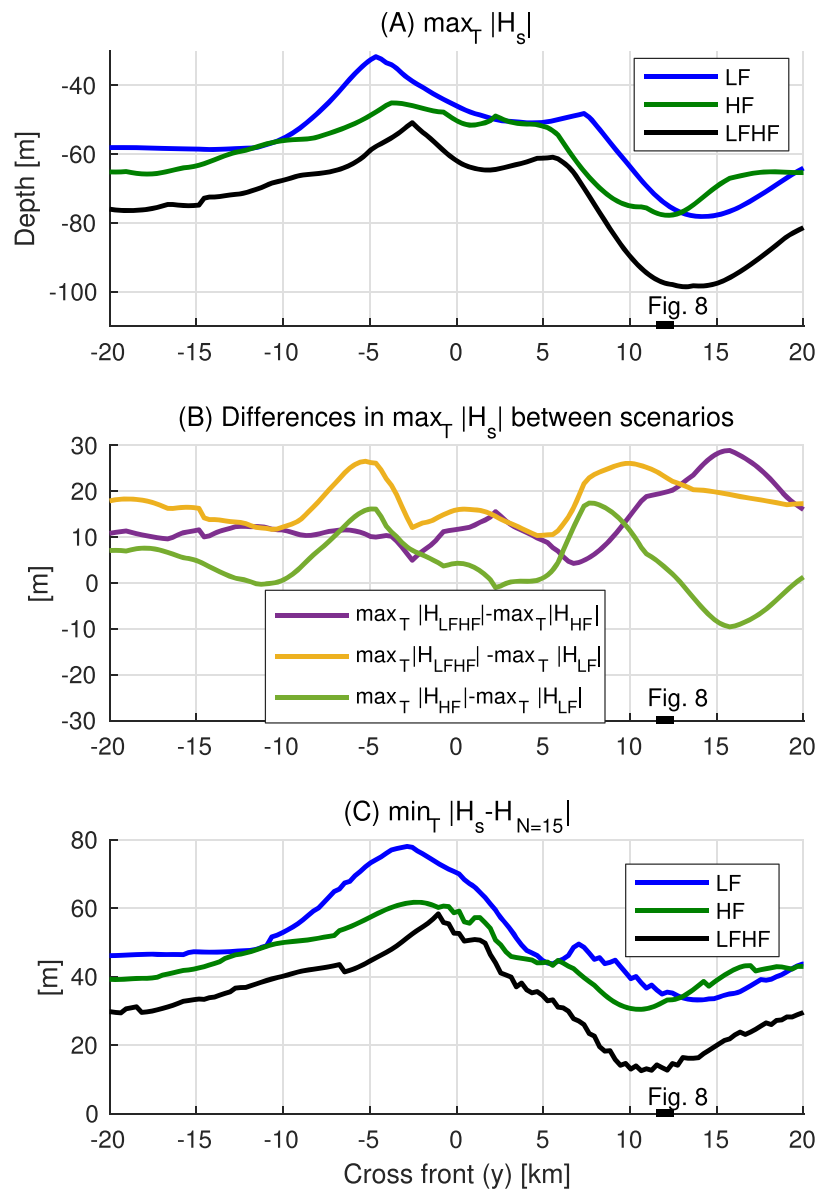 (A) max_T |H_s|
LF
HF
LFHF
Depth [m]
-40
-60
-80
-100
Fig. 8
-20 -15 -10 -5 0 5 10 15 20
(B) Differences in max_T |H_s| between scenarios
[m]
30
20
10
0
-10
-20
-30
max_T |H_LFHF|-max_T|H_HF|
max_T|H_LFHF| -max_T |H_LF|
max_T |H_HF|-max_T |H_LF|
Fig. 8
-20 -15 -10 -5 0 5 10 15 20
(C) min_T |H_s-H_N=15|
LF
HF
LFHF
[m]
80
60
40
20
0
Fig. 8
-20 -15 -10 -5 0 5 10 15 20
Cross front (y) [km]